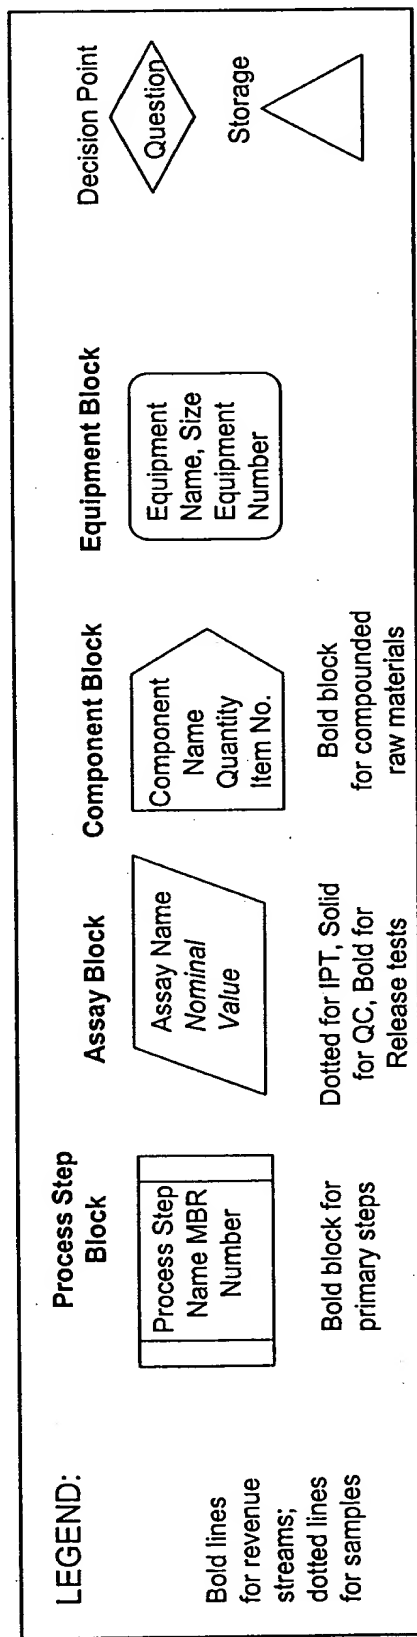 LEGEND:
Bold lines
for revenue
streams;
dotted lines
for samples
Process Step
Block
Process Step
Name MBR
Number
Bold block for
primary steps
Assay Block
Assay Name
Nominal
Value
Dotted for IPT, Solid
for QC, Bold for
Release tests
Component Block
Component
Name
Quantity
Item No.
Bold block
for compounded
raw materials
Equipment Block
Equipment
Name, Size
Equipment
Number
Decision Point
Question
Storage